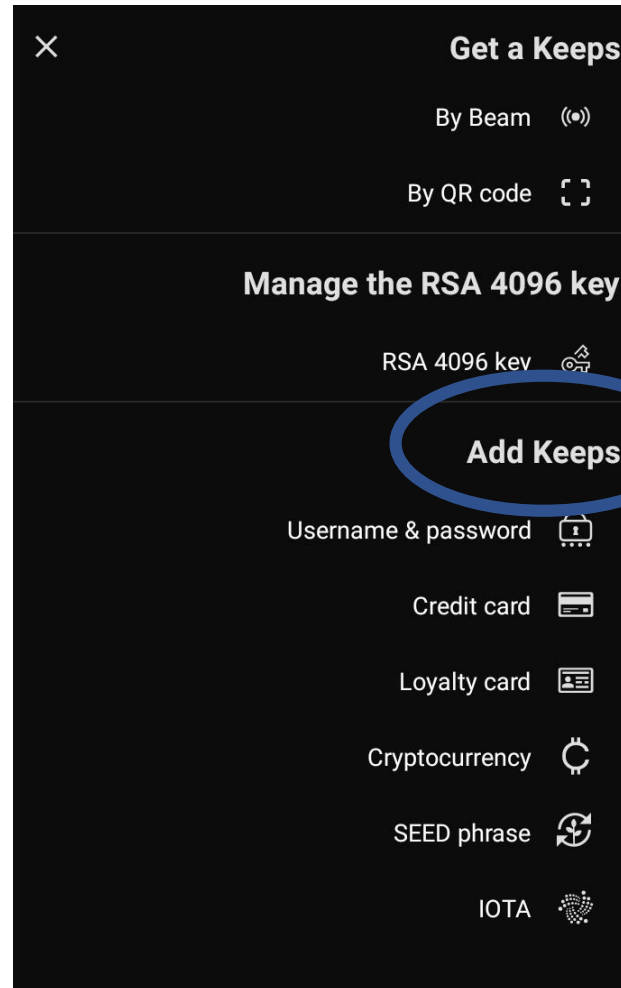 Get a Keeps
By Beam
By QR code
Manage the RSA 4096 key
RSA 4096 key
Add Keeps
Username & password
Credit card
Loyalty card
Cryptocurrency
SEED phrase
IOTA